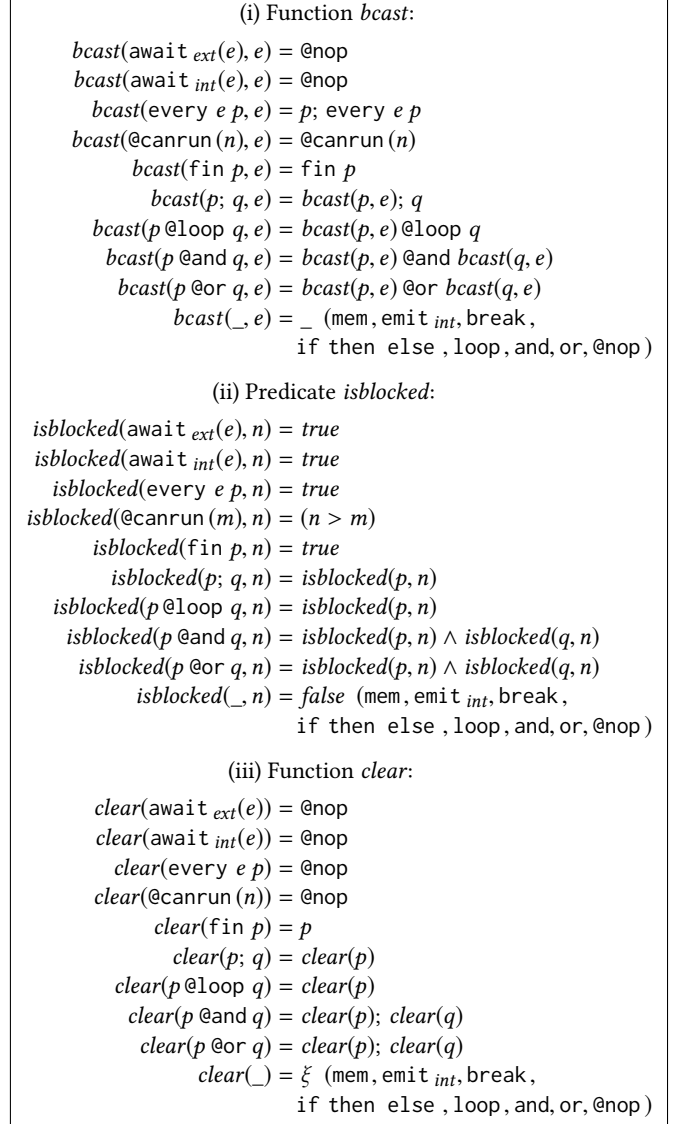 (i) Function bcast:
bcast(await ext(e), e) = @nop
bcast(await int(e), e) = @nop
bcast(every e p, e) = p; every e p
bcast(@canrun(n), e) = @canrun(n)
bcast(fin p, e) = fin p
bcast(p; q, e) = bcast(p, e); q
bcast(p @loop q, e) = bcast(p, e) @loop q
bcast(p @and q, e) = bcast(p, e) @and bcast(q, e)
bcast(p @or q, e) = bcast(p, e) @or bcast(q, e)
bcast(_, e) = _ (mem, emit int, break,
if then else, loop, and, or, @nop)
(ii) Predicate isblocked:
isblocked(await ext(e), n) = true
isblocked(await int(e), n) = true
isblocked(every e p, n) = true
isblocked(@canrun(m), n) = (n > m)
isblocked(fin p, n) = true
isblocked(p; q, n) = isblocked(p, n)
isblocked(p @loop q, n) = isblocked(p, n)
isblocked(p @and q, n) = isblocked(p, n) ∧ isblocked(q, n)
isblocked(p @or q, n) = isblocked(p, n) ∧ isblocked(q, n)
isblocked(_, n) = false (mem, emit int, break,
if then else, loop, and, or, @nop)
(iii) Function clear:
clear(await ext(e)) = @nop
clear(await int(e)) = @nop
clear(every e p) = @nop
clear(@canrun(n)) = @nop
clear(fin p) = p
clear(p; q) = clear(p)
clear(p @loop q) = clear(p)
clear(p @and q) = clear(p); clear(q)
clear(p @or q) = clear(p); clear(q)
clear(_) = ξ (mem, emit int, break,
if then else, loop, and, or, @nop)